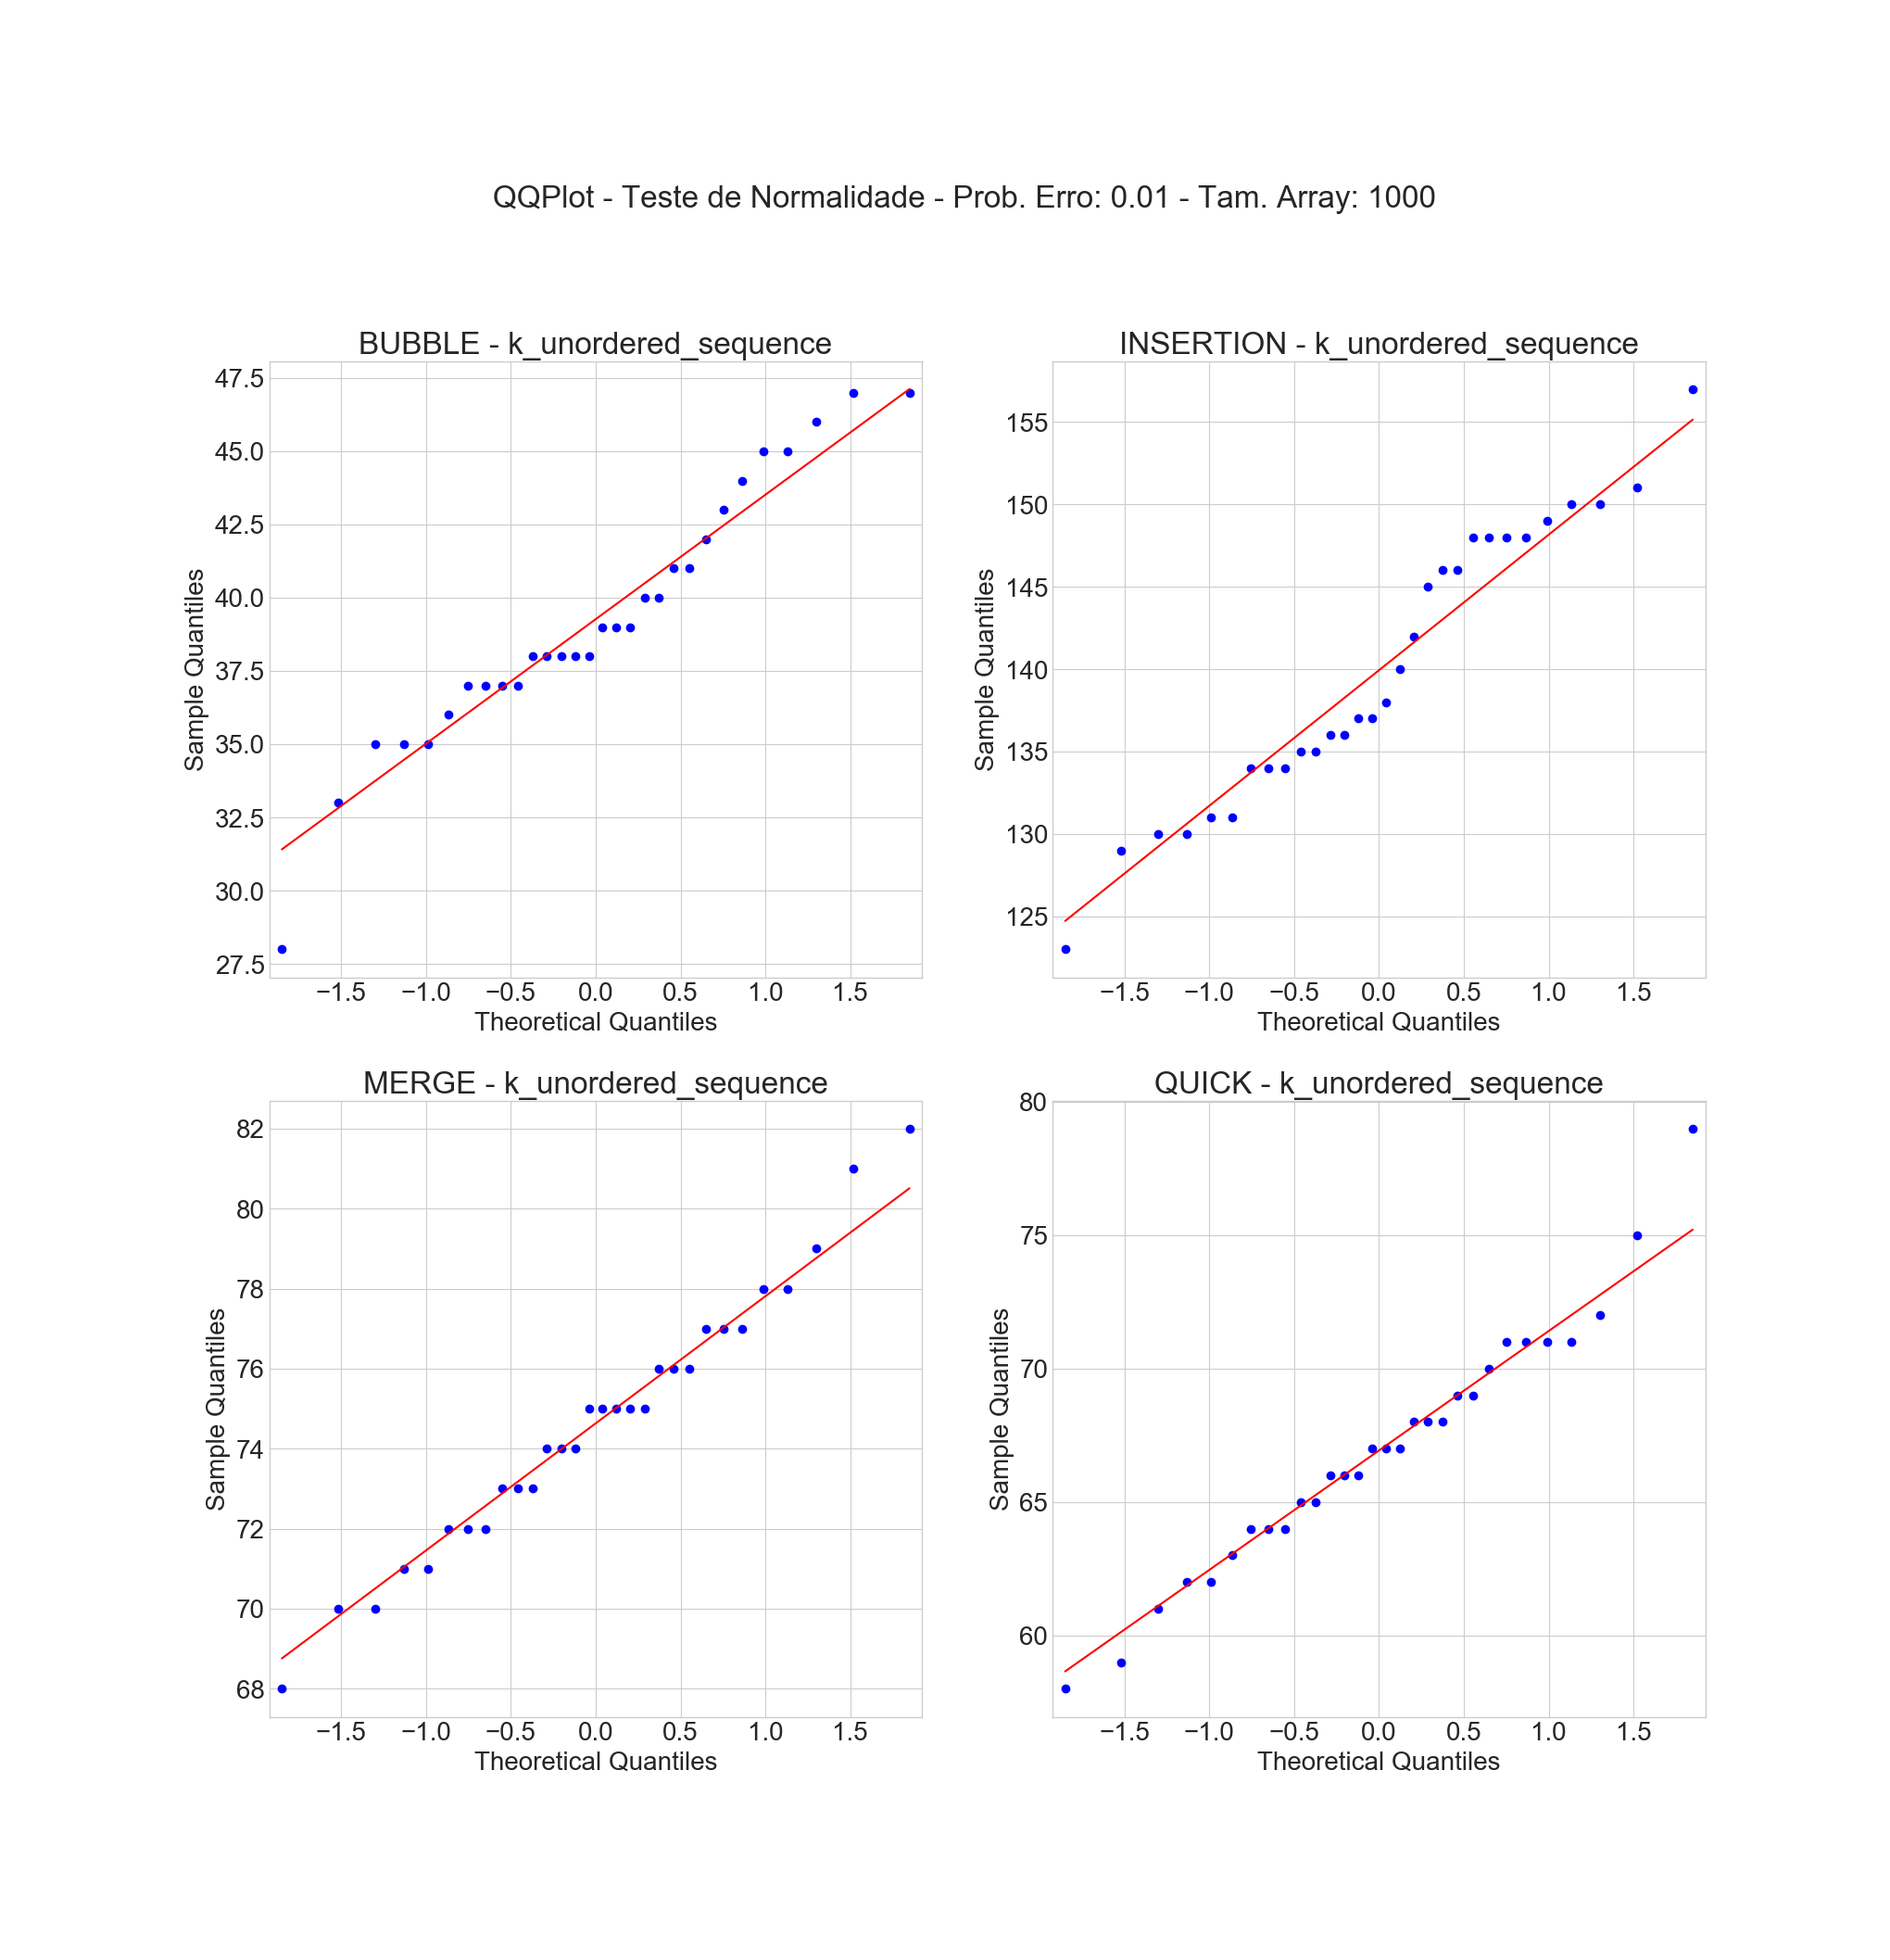 QQPlot - Teste de Normalidade - Prob. Erro: 0.01 - Tam. Array: 1000
BUBBLE - k_unordered_sequence
47.5
45.0
42.5
40.0
37.5
35.0
32.5
30.0
27.5
Sample Quantiles
−1.5 −1.0 −0.5 0.0 0.5 1.0 1.5
Theoretical Quantiles
INSERTION - k_unordered_sequence
155
150
145
140
135
130
125
Sample Quantiles
−1.5 −1.0 −0.5 0.0 0.5 1.0 1.5
Theoretical Quantiles
MERGE - k_unordered_sequence
82
80
78
76
74
72
70
68
Sample Quantiles
−1.5 −1.0 −0.5 0.0 0.5 1.0 1.5
Theoretical Quantiles
QUICK - k_unordered_sequence
80
75
70
65
60
Sample Quantiles
−1.5 −1.0 −0.5 0.0 0.5 1.0 1.5
Theoretical Quantiles